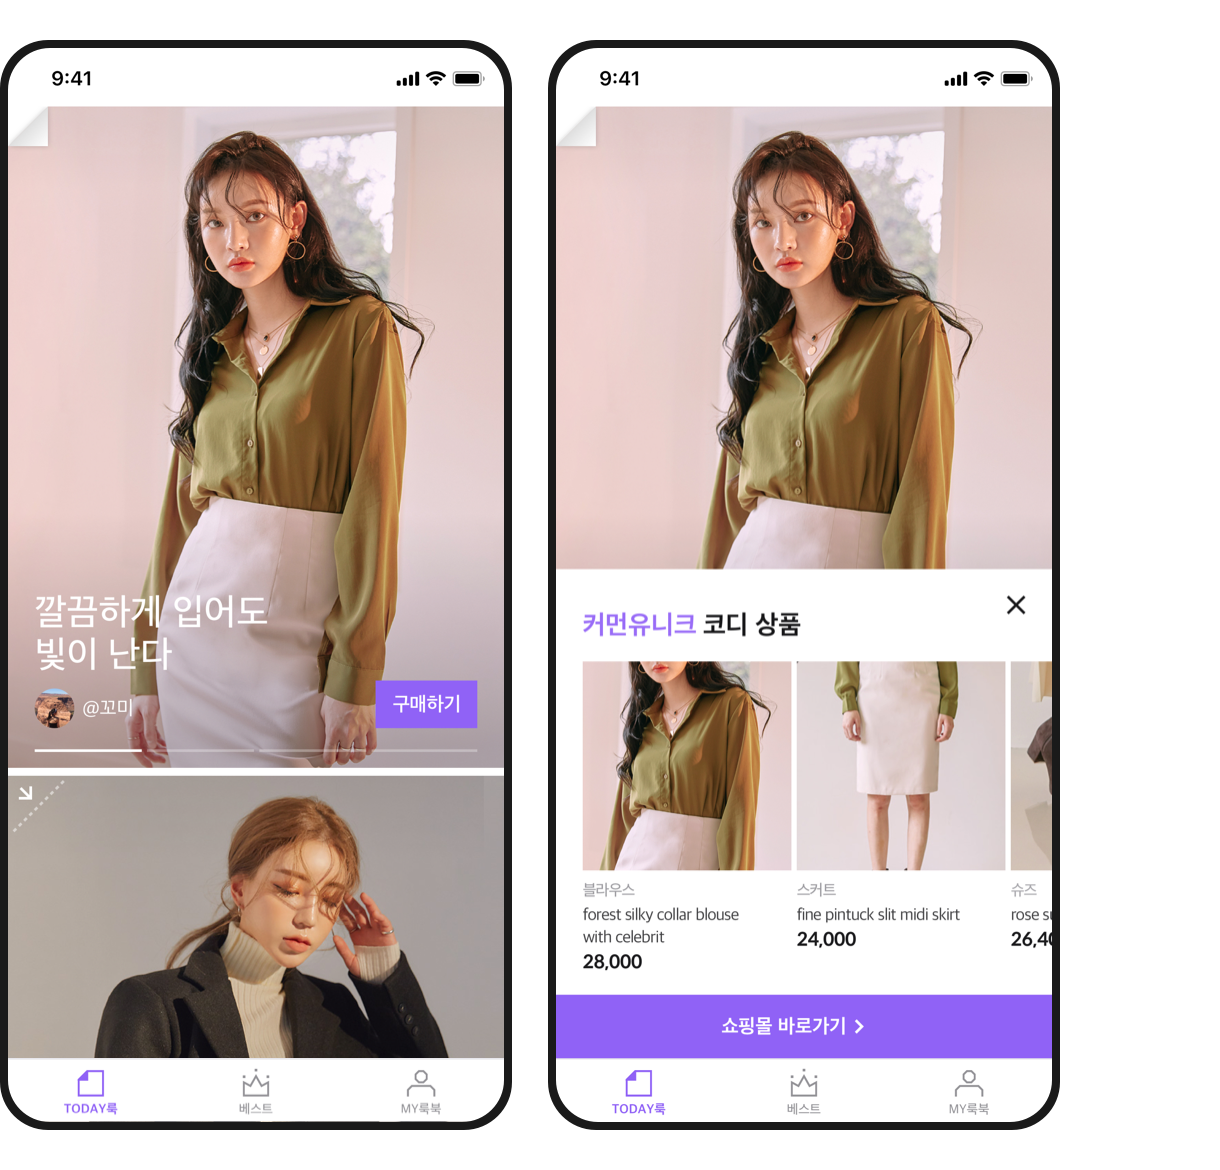 9:41
깔끔하게 입어도
빛이 난다
@꼬미
구매하기
TODAY룩
베스트
MY룩북
9:41
커먼유니크 코디 상품
블라우스
forest silky collar blouse
with celebrit
28,000
스커트
fine pintuck slit midi skirt
24,000
슈즈
rose
쇼핑몰 바로가기
TODAY룩
베스트
MY룩북